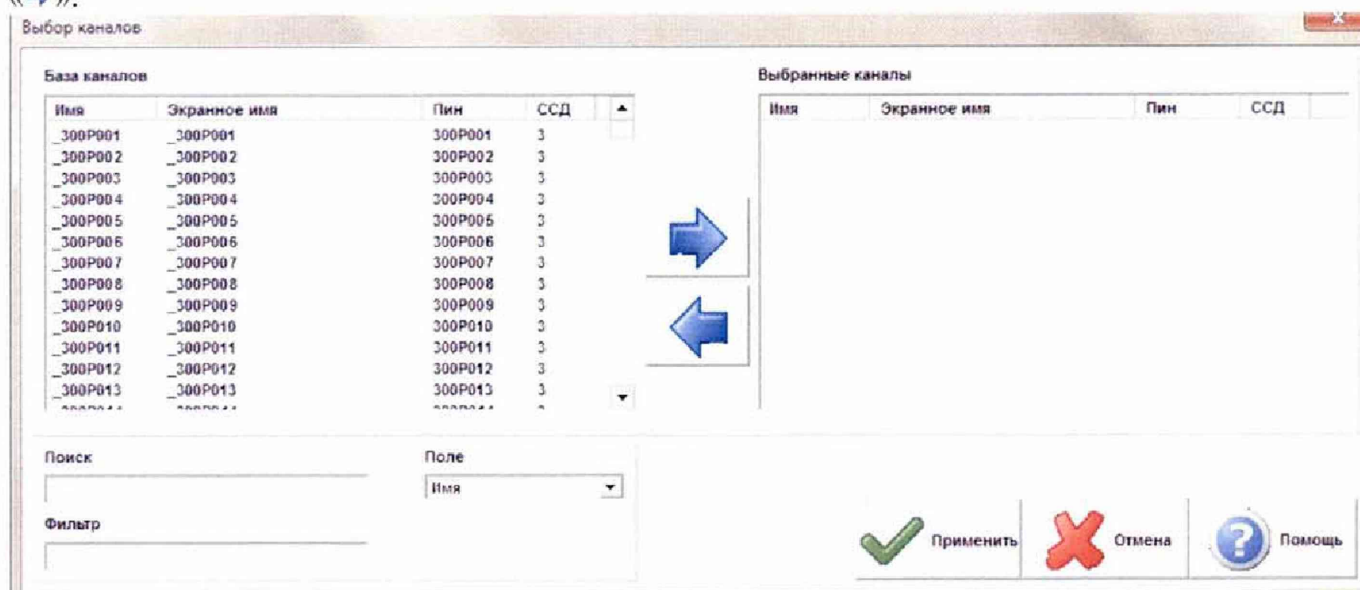 Выбор каналов
База каналов
Имя Экранное имя Пин ССД
_300P001 _300P001 300P001 3
_300P002 _300P002 300P002 3
_300P003 _300P003 300P003 3
_300P004 _300P004 300P004 3
_300P005 _300P005 300P005 3
_300P006 _300P006 300P006 3
_300P007 _300P007 300P007 3
_300P008 _300P008 300P008 3
_300P009 _300P009 300P009 3
_300P010 _300P010 300P010 3
_300P011 _300P011 300P011 3
_300P012 _300P012 300P012 3
_300P013 _300P013 300P013 3
Выбранные каналы
Имя Экранное имя Пин ССД
Поиск
Поле
Имя
Фильтр
Применить
Отмена
Помощь